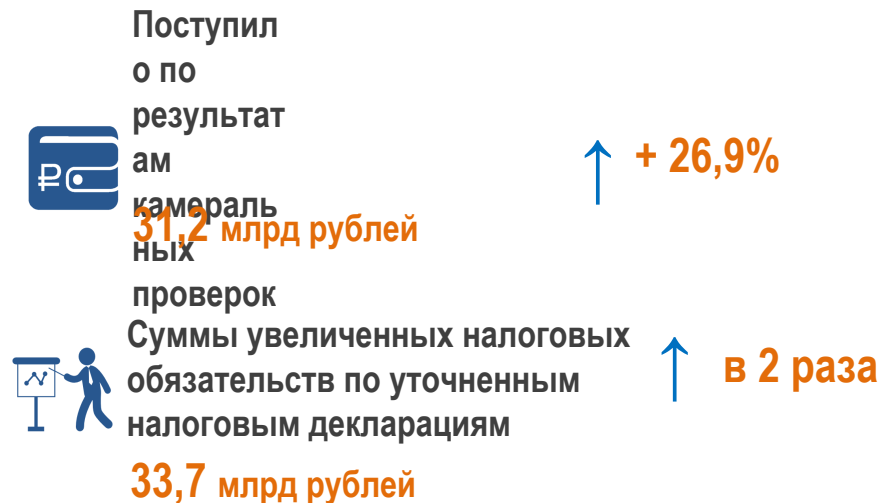 Поступил
о по
результат
ам
камераль
ных
проверок
31,2 млрд рублей
↑ + 26,9%
Суммы увеличенных налоговых
обязательств по уточненным
налоговым декларациям
33,7 млрд рублей
↑ в 2 раза
₽